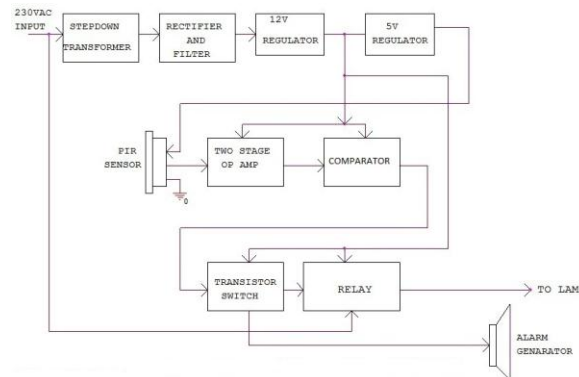 230VAC
INPUT
STEPDOWN
TRANSFORMER
RECTIFIER
AND
FILTER
12V
REGULATOR
5V
REGULATOR
PIR
SENSOR
0
TWO STAGE
OP AMP
COMPARATOR
TRANSISTOR
SWITCH
RELAY
TO LAM
ALARM
GENARATOR